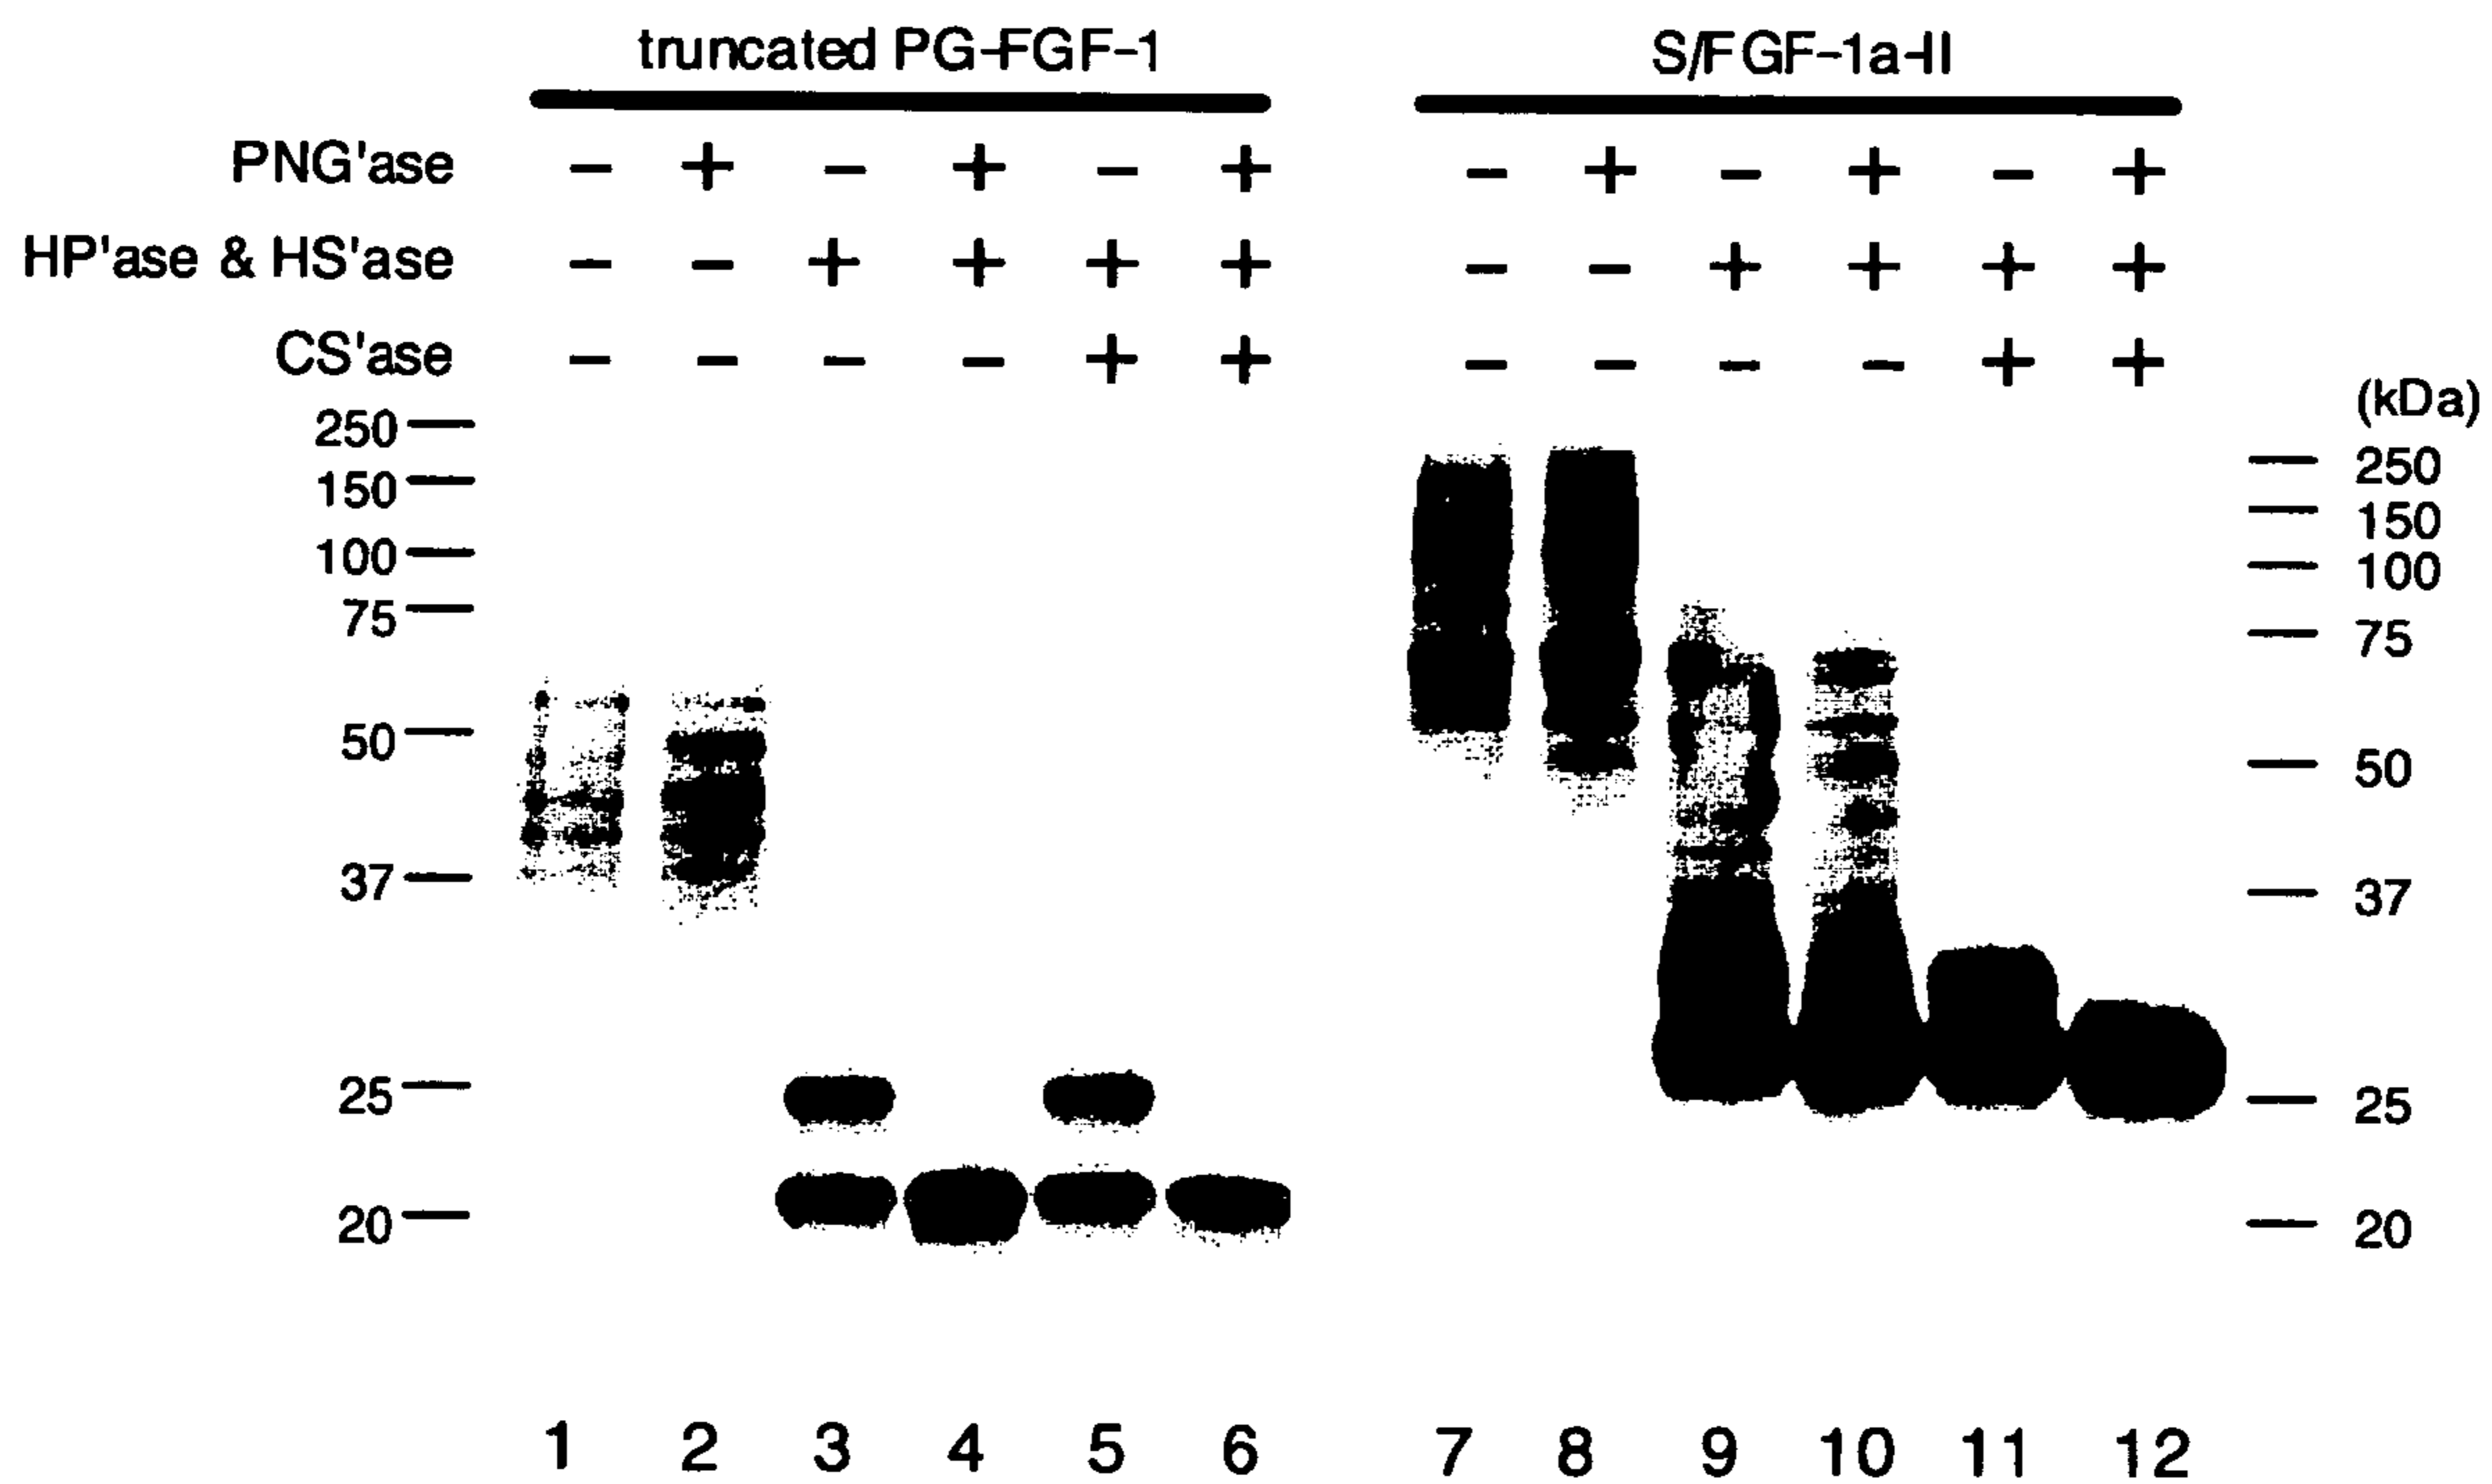 truncated PG-FGF-1 S/FGF-1a-II
PNG'ase − + − + − + − + − + − +
HP'ase & HS'ase − − + + + + − − + + + +
CS'ase − − − − + + − − − − + +
(kDa)
250 250
150 150
100 100
75 75
50 50
37 37
25 25
20 20
1 2 3 4 5 6 7 8 9 10 11 12